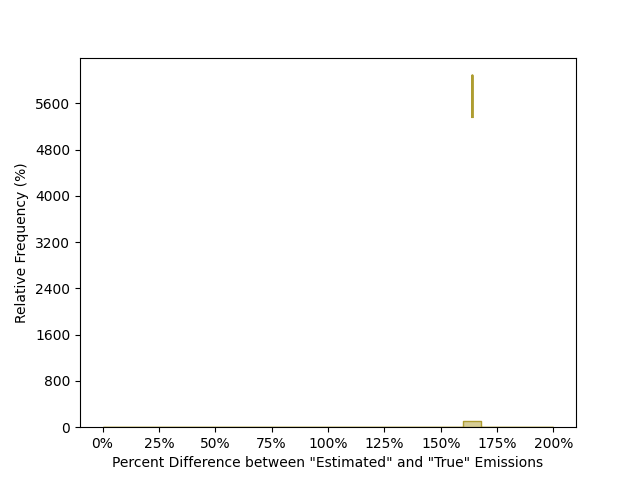 5600
4800
4000
3200
2400
1600
800
0
Relative Frequency (%)
0% 25% 50% 75% 100% 125% 150% 175% 200%
Percent Difference between "Estimated" and "True" Emissions